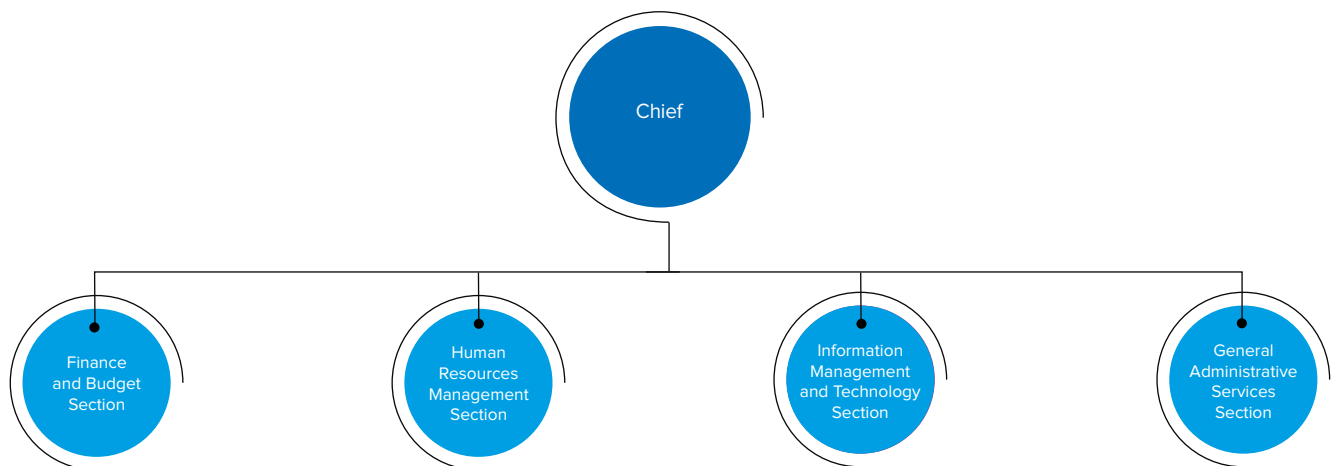 Chief
Finance
and Budget
Section
Human
Resources
Management
Section
Information
Management
and Technology
Section
General
Administrative
Services
Section